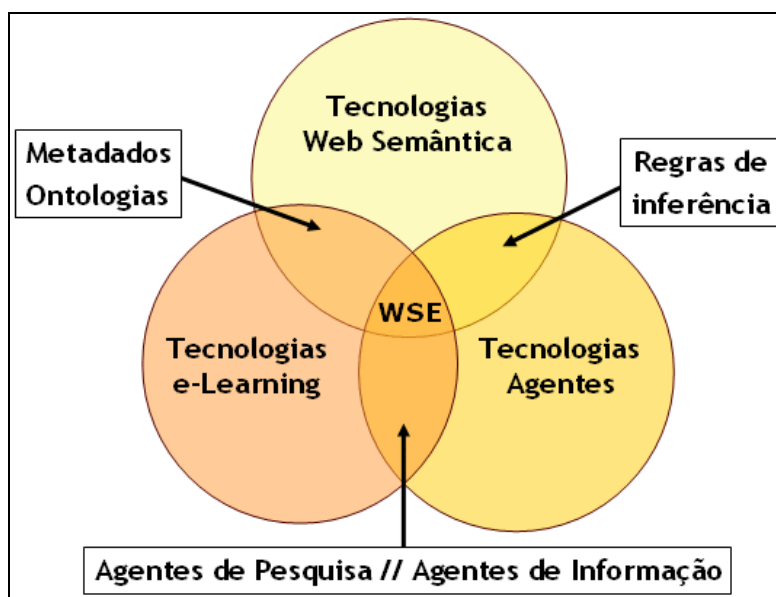 Tecnologias
Web Semântica
Metadados
Ontologias
Regras de
inferência
WSE
Tecnologias
e-Learning
Tecnologias
Agentes
Agentes de Pesquisa // Agentes de Informação